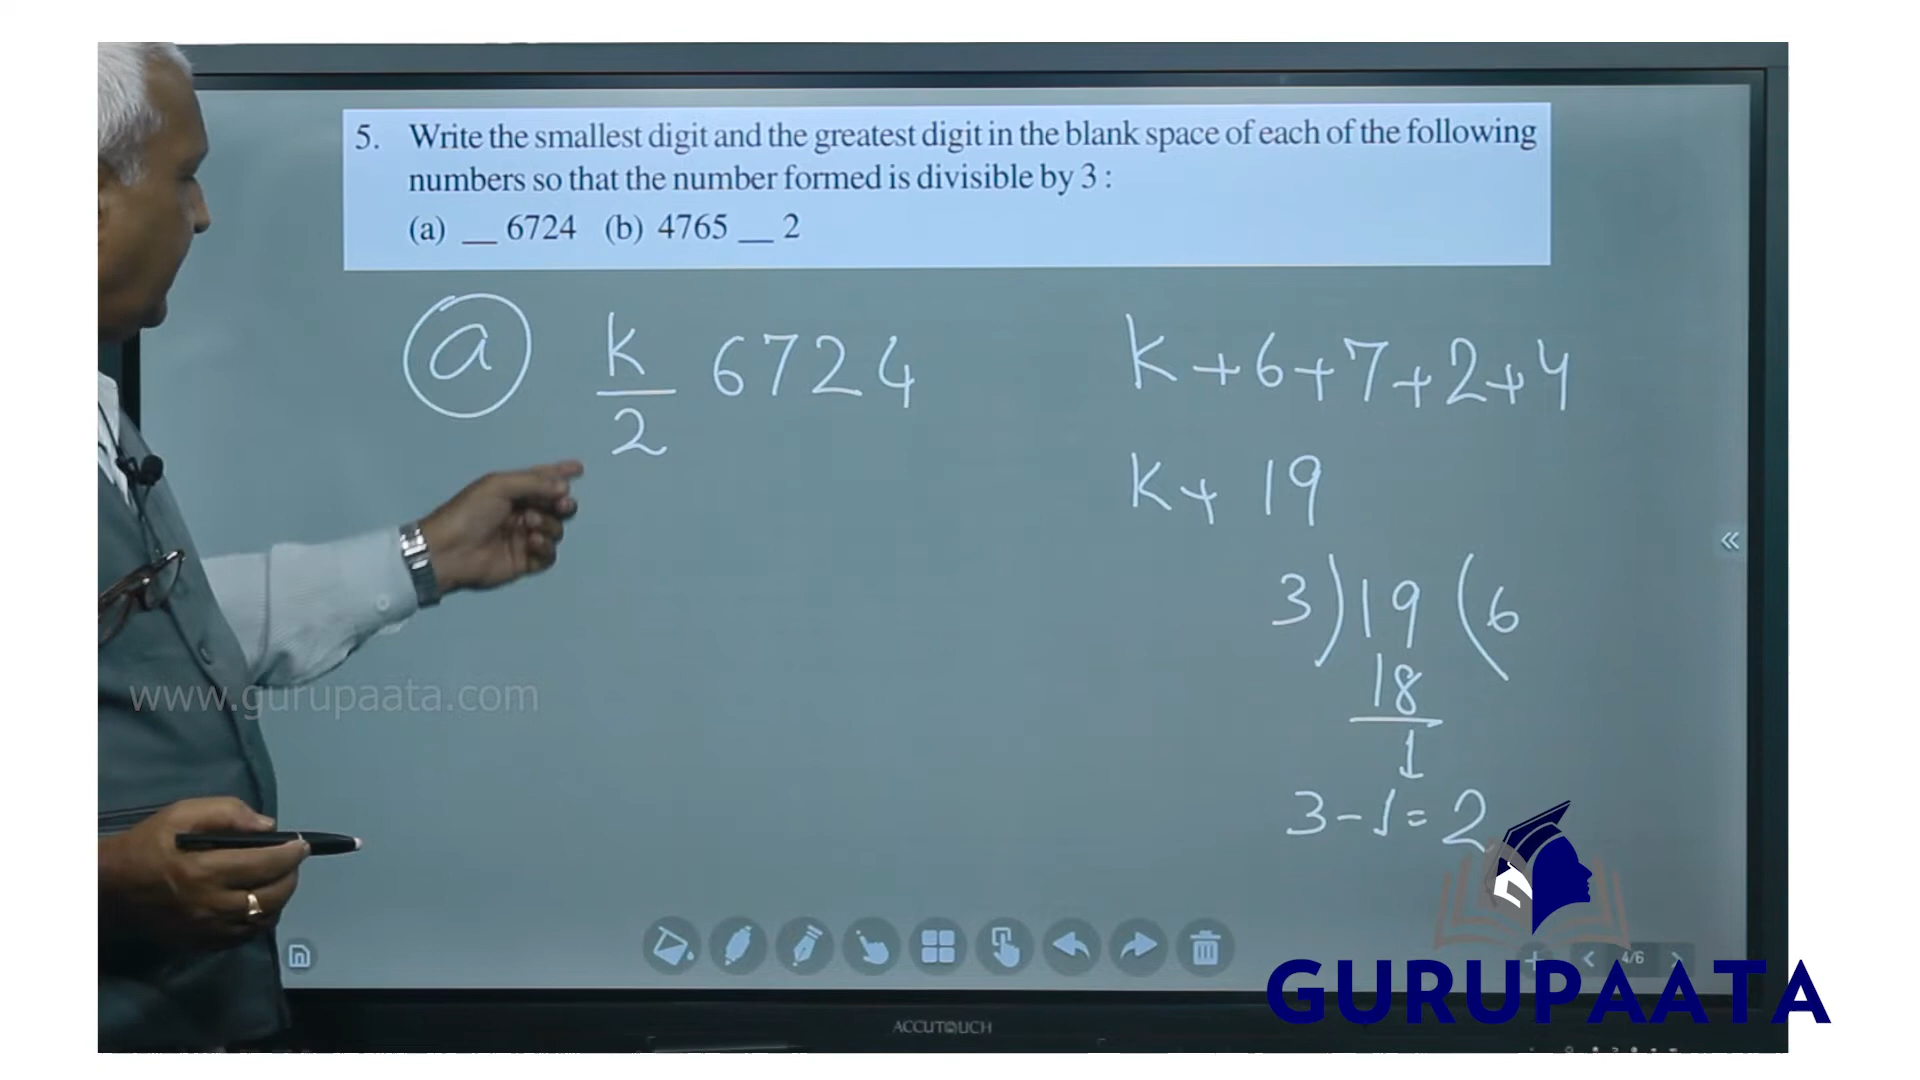 5. Write the smallest digit and the greatest digit in the blank space of each of the following
numbers so that the number formed is divisible by 3 :
(a) __ 6724 (b) 4765 __ 2
a
k 6724
2
k+6+7+2+4
k+ 19
3)19(6
18
1
3-1=2
www.gurupaata.com
4/6
GURUPAATA
ACCUTOUCH